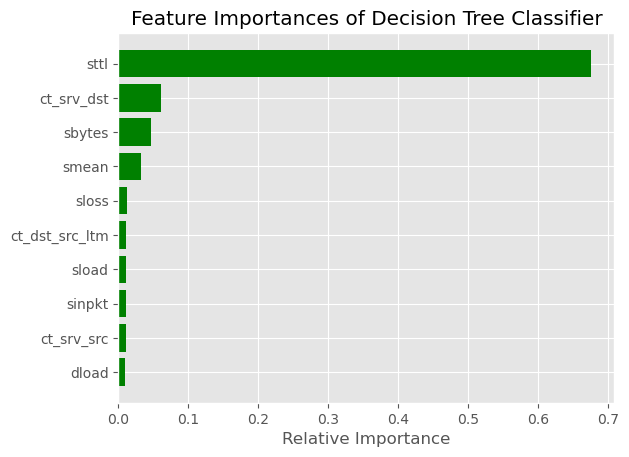 Feature Importances of Decision Tree Classifier
sttl
ct_srv_dst
sbytes
smean
sloss
ct_dst_src_ltm
sload
sinpkt
ct_srv_src
dload
0.0 0.1 0.2 0.3 0.4 0.5 0.6 0.7
Relative Importance